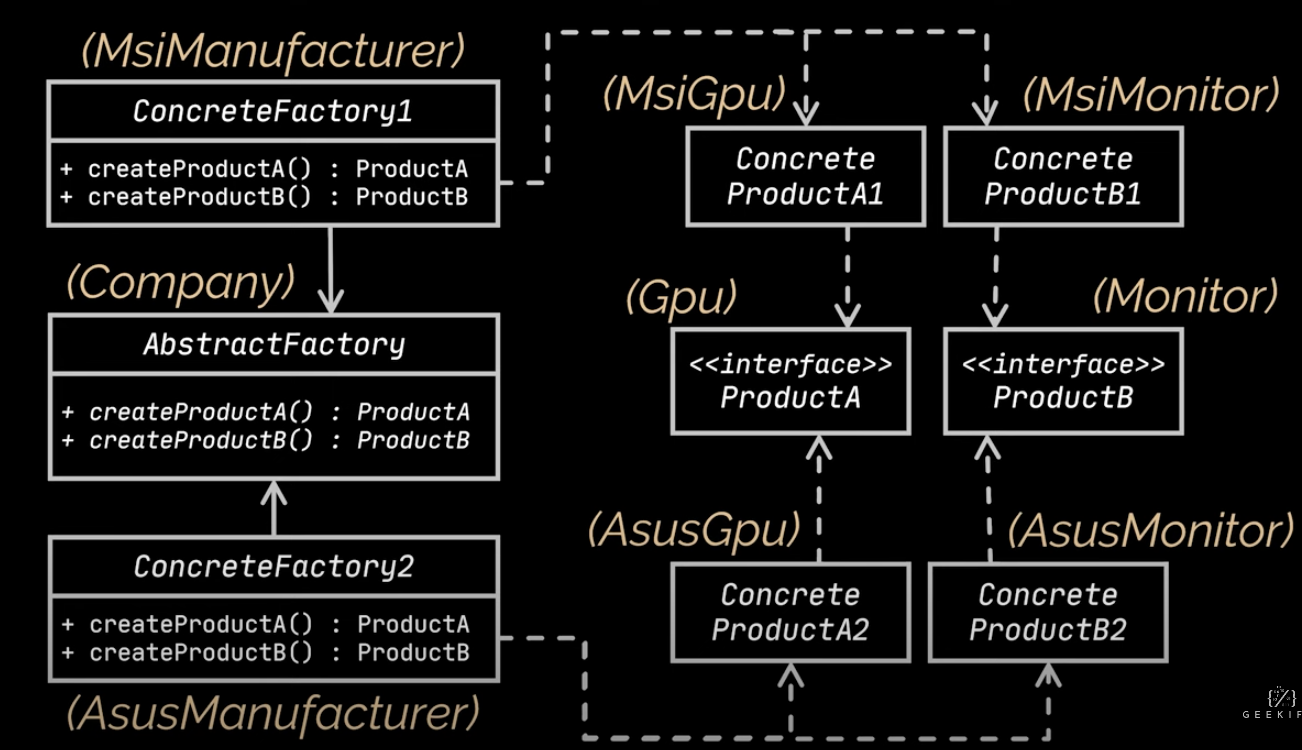 (MsiManufacturer)
ConcreteFactory1
+ createProductA() : ProductA
+ createProductB() : ProductB
(MsiGpu)
Concrete
ProductA1
(MsiMonitor)
Concrete
ProductB1
(Company)
AbstractFactory
+ createProductA() : ProductA
+ createProductB() : ProductB
(Gpu)
<<interface>>
ProductA
(Monitor)
<<interface>>
ProductB
ConcreteFactory2
+ createProductA() : ProductA
+ createProductB() : ProductB
(AsusManufacturer)
(AsusGpu)
Concrete
ProductA2
(AsusMonitor)
Concrete
ProductB2